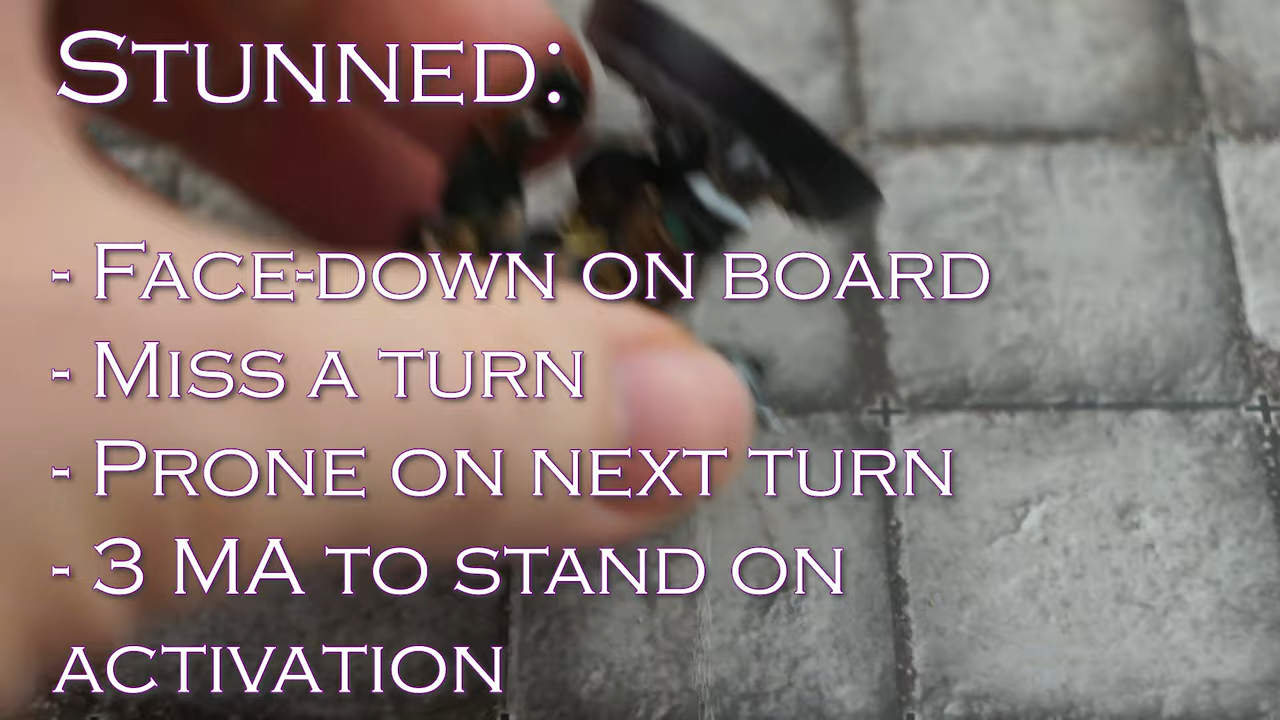 Stunned:
- Face-down on board
- Miss a turn
- Prone on next turn
- 3 MA to stand on
activation